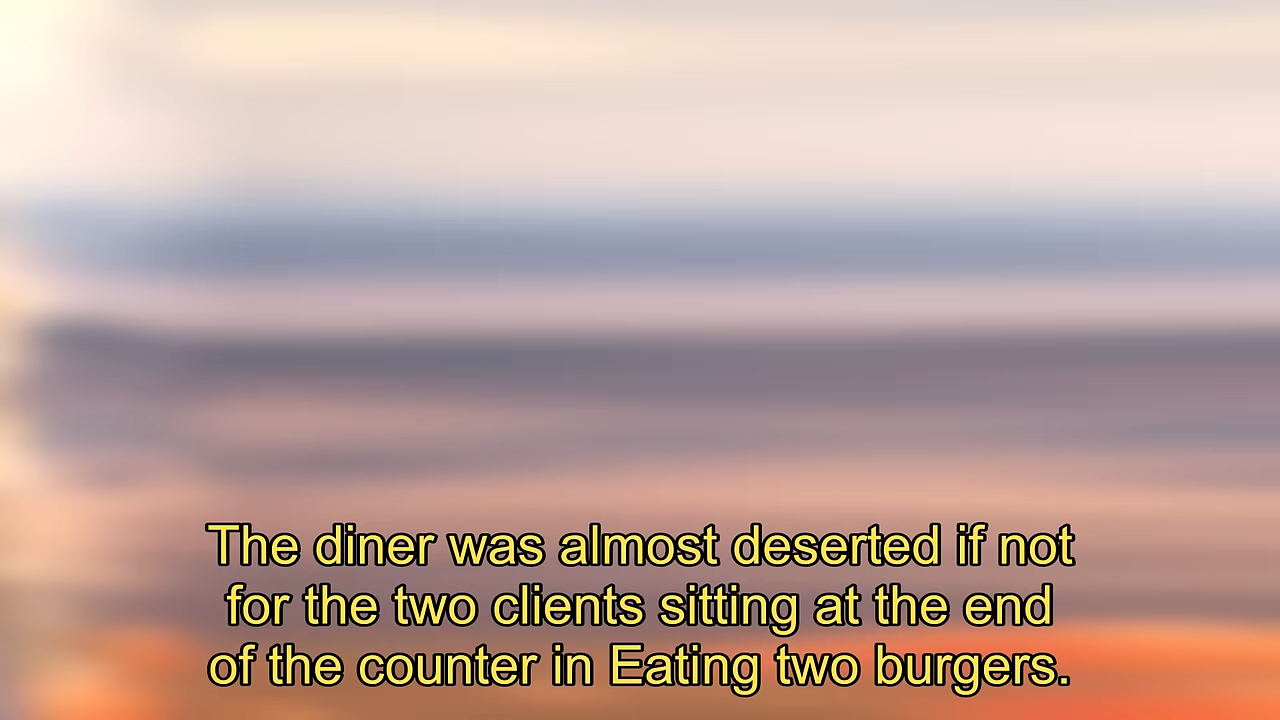 The diner was almost deserted if not
for the two clients sitting at the end
of the counter in Eating two burgers.